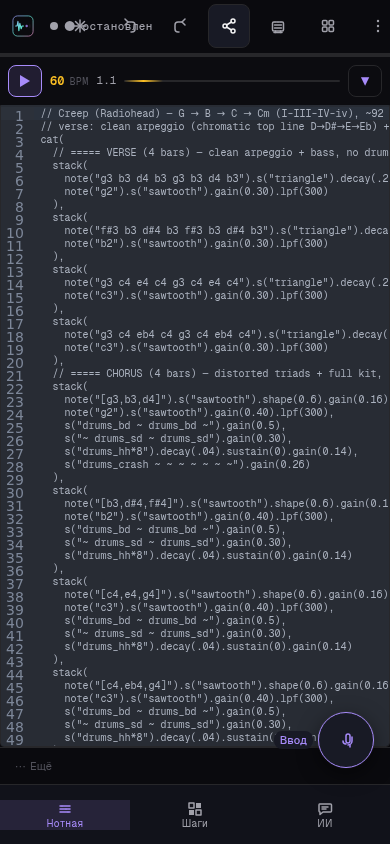 остановлен
60 BPM 1.1
1 // Creep (Radiohead) — G → B → C → Cm (I-III-IV-iv), ~92
2 // verse: clean arpeggio (chromatic top line D→D#→E→Eb) +
3 cat(
4 // ===== VERSE (4 bars) — clean arpeggio + bass, no drum
5 stack(
6 note("g3 b3 d4 b3 g3 b3 d4 b3").s("triangle").decay(.2
7 note("g2").s("sawtooth").gain(0.30).lpf(300)
8 ),
9 stack(
10 note("f#3 b3 d#4 b3 f#3 b3 d#4 b3").s("triangle").deca
11 note("b2").s("sawtooth").gain(0.30).lpf(300)
12 ),
13 stack(
14 note("g3 c4 e4 c4 g3 c4 e4 c4").s("triangle").decay(.2
15 note("c3").s("sawtooth").gain(0.30).lpf(300)
16 ),
17 stack(
18 note("g3 c4 eb4 c4 g3 c4 eb4 c4").s("triangle").decay(
19 note("c3").s("sawtooth").gain(0.30).lpf(300)
20 ),
21 // ===== CHORUS (4 bars) — distorted triads + full kit,
22 stack(
23 note("[g3,b3,d4]").s("sawtooth").shape(0.6).gain(0.16)
24 note("g2").s("sawtooth").gain(0.40).lpf(300),
25 s("drums_bd ~ drums_bd ~").gain(0.5),
26 s("~ drums_sd ~ drums_sd").gain(0.30),
27 s("drums_hh*8").decay(.04).sustain(0).gain(0.14),
28 s("drums_crash ~ ~ ~ ~ ~ ~ ~").gain(0.26)
29 ),
30 stack(
31 note("[b3,d#4,f#4]").s("sawtooth").shape(0.6).gain(0.1
32 note("b2").s("sawtooth").gain(0.40).lpf(300),
33 s("drums_bd ~ drums_bd ~").gain(0.5),
34 s("~ drums_sd ~ drums_sd").gain(0.30),
35 s("drums_hh*8").decay(.04).sustain(0).gain(0.14)
36 ),
37 stack(
38 note("[c4,e4,g4]").s("sawtooth").shape(0.6).gain(0.16)
39 note("c3").s("sawtooth").gain(0.40).lpf(300),
40 s("drums_bd ~ drums_bd ~").gain(0.5),
41 s("~ drums_sd ~ drums_sd").gain(0.30),
42 s("drums_hh*8").decay(.04).sustain(0).gain(0.14)
43 ),
44 stack(
45 note("[c4,eb4,g4]").s("sawtooth").shape(0.6).gain(0.16
46 note("c3").s("sawtooth").gain(0.40).lpf(300),
47 s("drums_bd ~ drums_bd ~").gain(0.5),
48 s("~ drums_sd ~ drums_sd").gain(0.30),
49 s("drums_hh*8").decay(.04).sustain(
Ввод
··· Ещё
Нотная Шаги ИИ